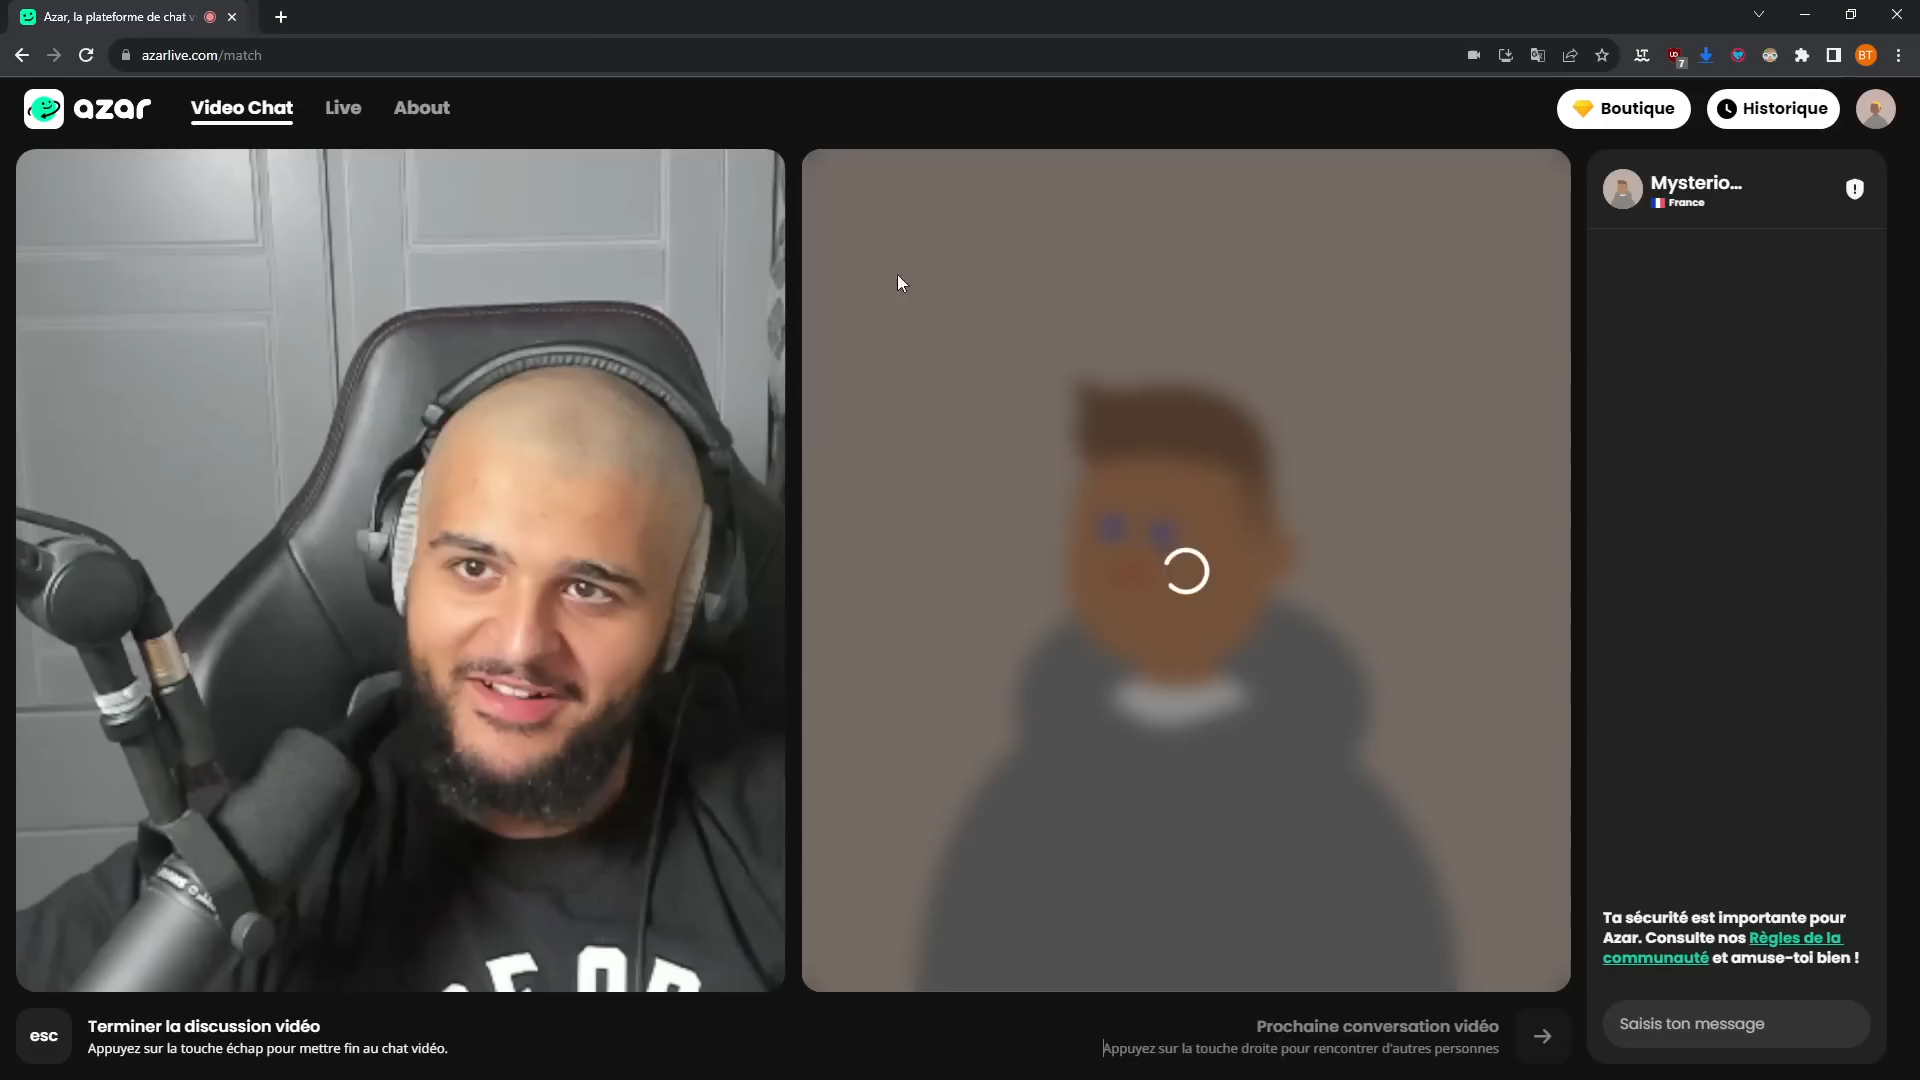 Azar, la plateforme de chat v
azarlive.com/match
7
BT
azar
Video Chat
Live
About
Boutique
Historique
Mysterio...
France
Ta sécurité est importante pour
Azar. Consulte nos Règles de la
communauté et amuse-toi bien !
esc
Terminer la discussion vidéo
Appuyez sur la touche échap pour mettre fin au chat vidéo.
Prochaine conversation vidéo
Appuyez sur la touche droite pour rencontrer d'autres personnes
Saisis ton message